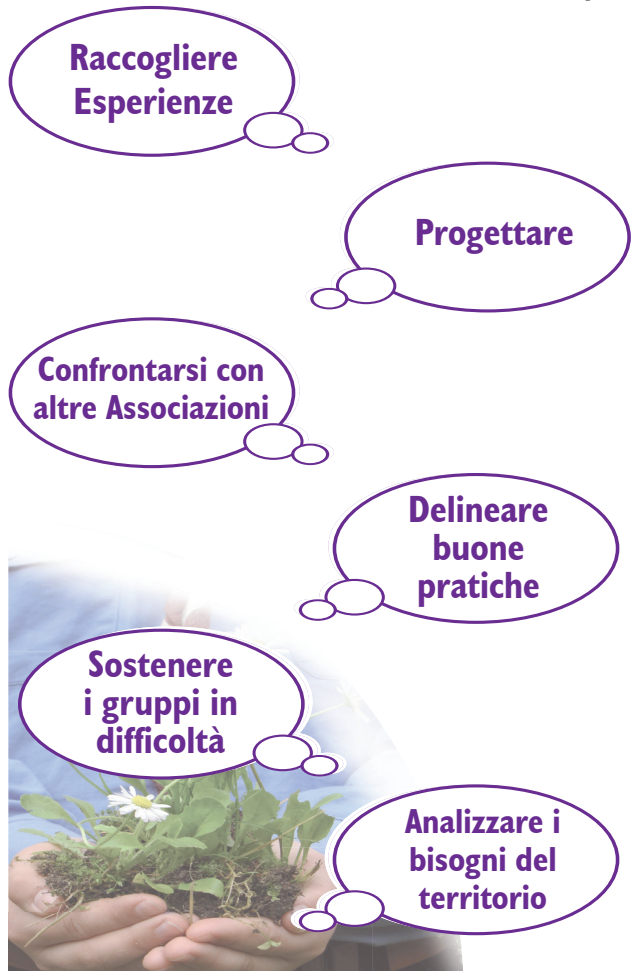 Raccogliere
Esperienze
Progettare
Confrontarsi con
altre Associazioni
Delineare
buone
pratiche
Sostenere
i gruppi in
difficoltà
Analizzare i
bisogni del
territorio